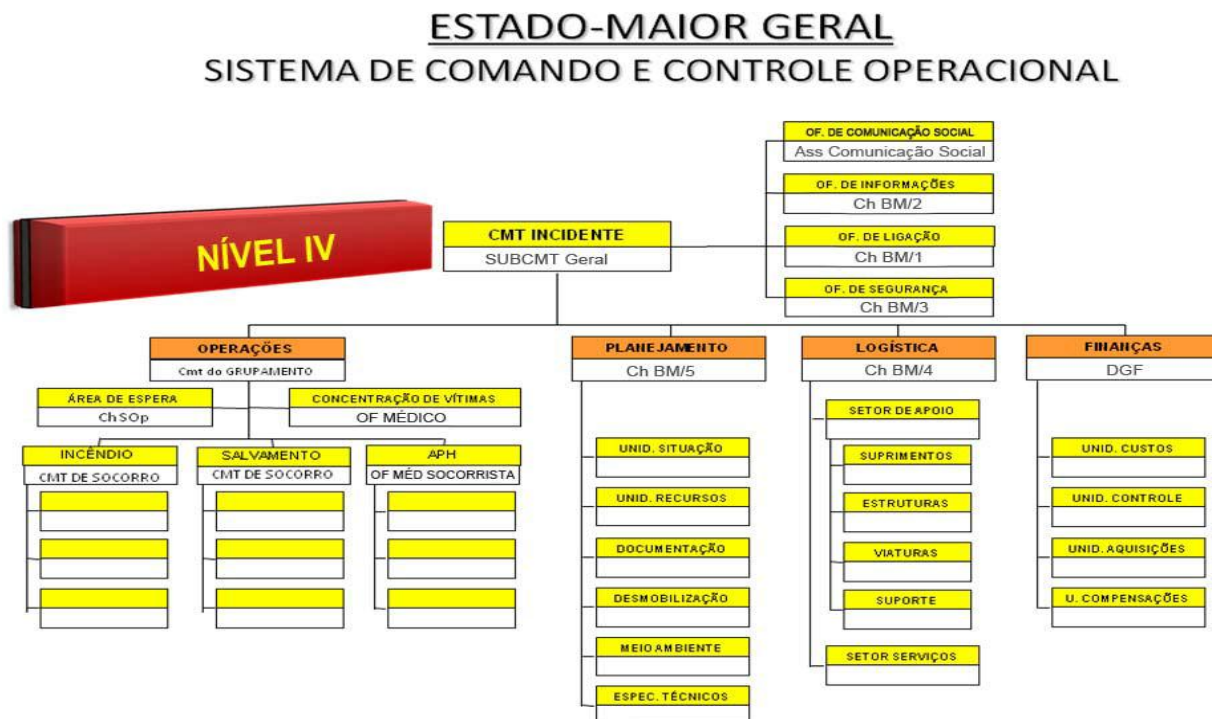 ESTADO-MAIOR GERAL
SISTEMA DE COMANDO E CONTROLE OPERACIONAL
NÍVEL IV
CMT INCIDENTE
SUBCMT Geral
OF. DE COMUNICAÇÃO SOCIAL
Ass Comunicação Social
OF. DE INFORMAÇÕES
Ch BM/2
OF. DE LIGAÇÃO
Ch BM/1
OF. DE SEGURANÇA
Ch BM/3
OPERAÇÕES
Cmt do GRUPAMENTO
ÁREA DE ESPERA
Ch SOp
CONCENTRAÇÃO DE VÍTIMAS
OF MÉDICO
INCÊNDIO
CMT DE SOCORRO
SALVAMENTO
CMT DE SOCORRO
APH
OF MÉD SOCORRISTA
PLANEJAMENTO
Ch BM/5
UNID. SITUAÇÃO
UNID. RECURSOS
DOCUMENTAÇÃO
DESMOBILIZAÇÃO
MEIO AMBIENTE
ESPEC. TÉCNICOS
LOGÍSTICA
Ch BM/4
SETOR DE APOIO
SUPRIMENTOS
ESTRUTURAS
VIATURAS
SUPORTE
SETOR SERVIÇOS
FINANÇAS
DGF
UNID. CUSTOS
UNID. CONTROLE
UNID. AQUISIÇÕES
U. COMPENSAÇÕES